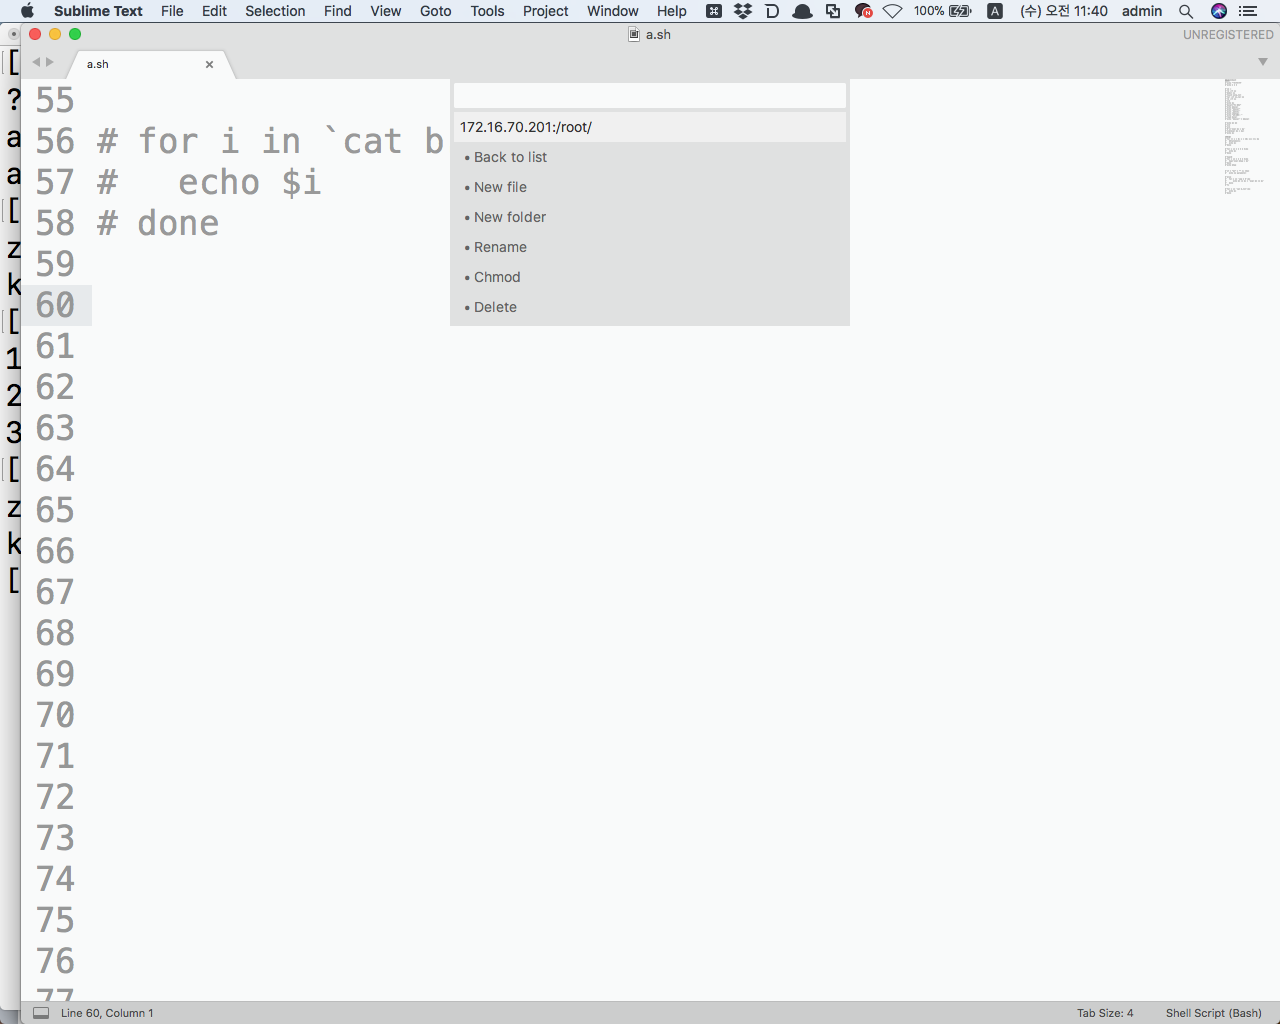 Sublime Text File Edit Selection Find View Goto Tools Project Window Help 100% A (수) 오전 11:40 admin
a.sh
UNREGISTERED
a.sh
[
?
a
a
[
z
k
[
1
2
3
[
z
k
[
55
56 # for i in `cat b
57 #   echo $i
58 # done
59
60
61
62
63
64
65
66
67
68
69
70
71
72
73
74
75
76
77
172.16.70.201:/root/
• Back to list
• New file
• New folder
• Rename
• Chmod
• Delete
Line 60, Column 1
Tab Size: 4
Shell Script (Bash)